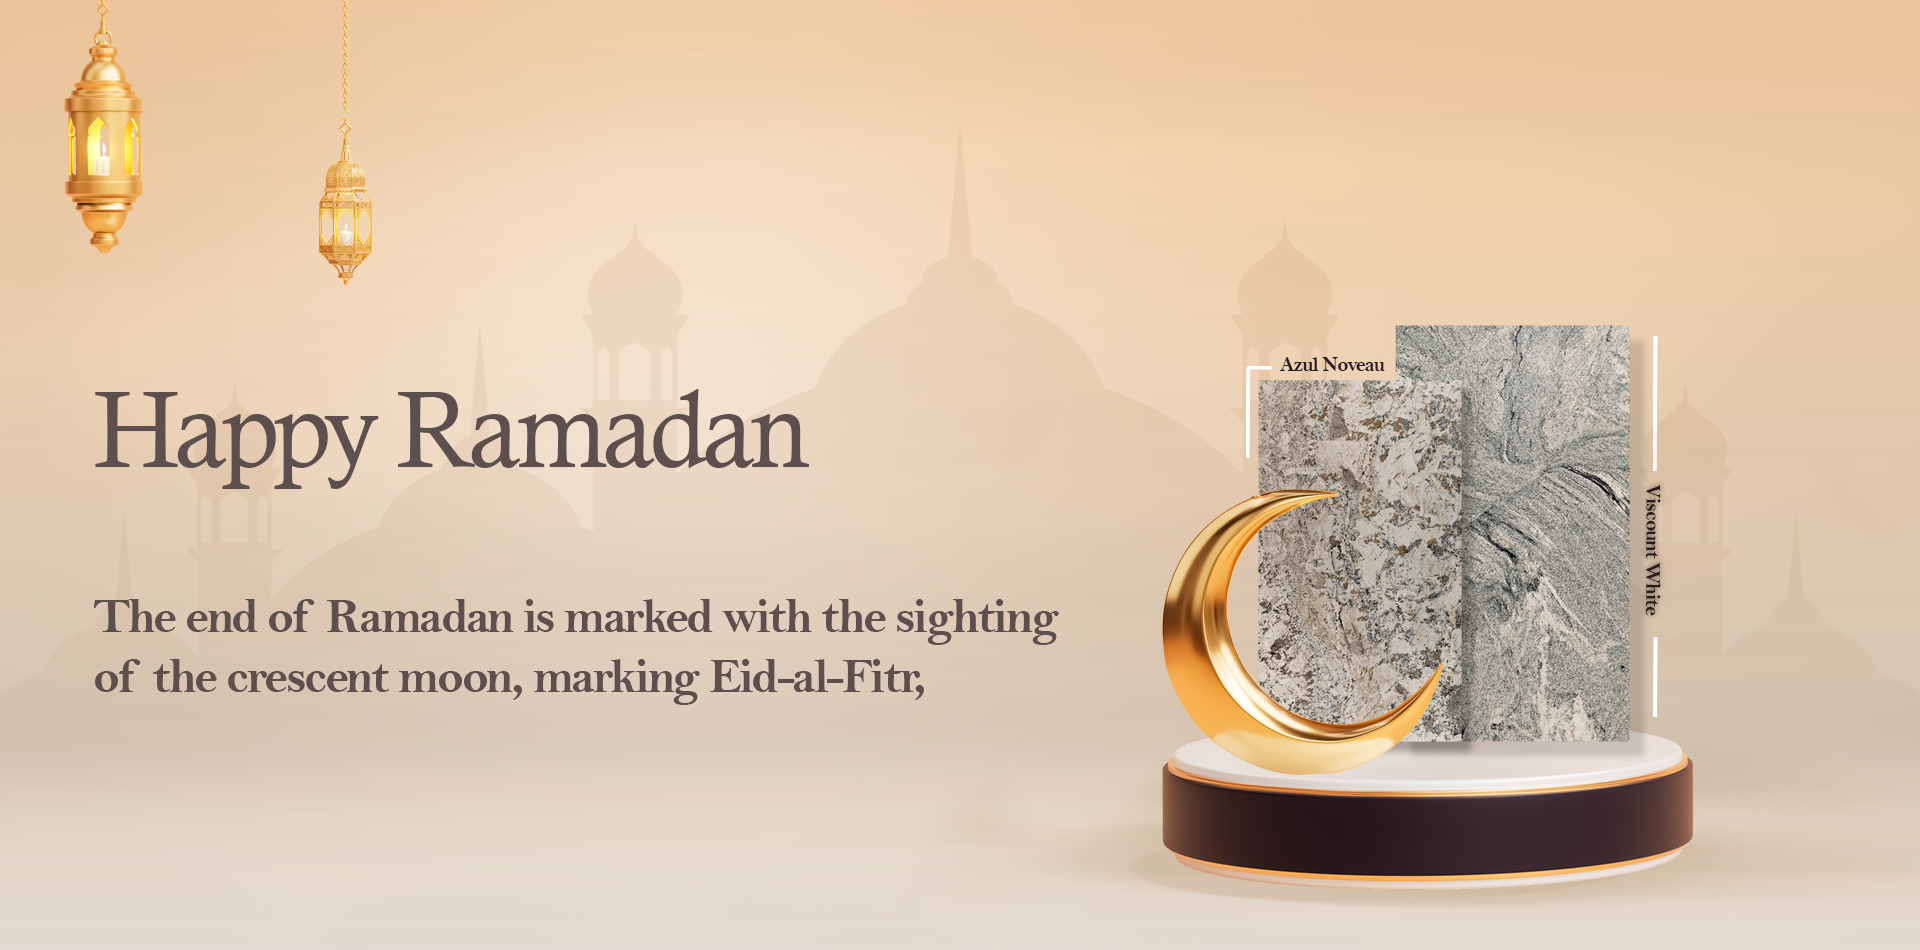 Happy Ramadan
The end of Ramadan is marked with the sighting
of the crescent moon, marking Eid-al-Fitr,
Azul Noveau
Viscount White